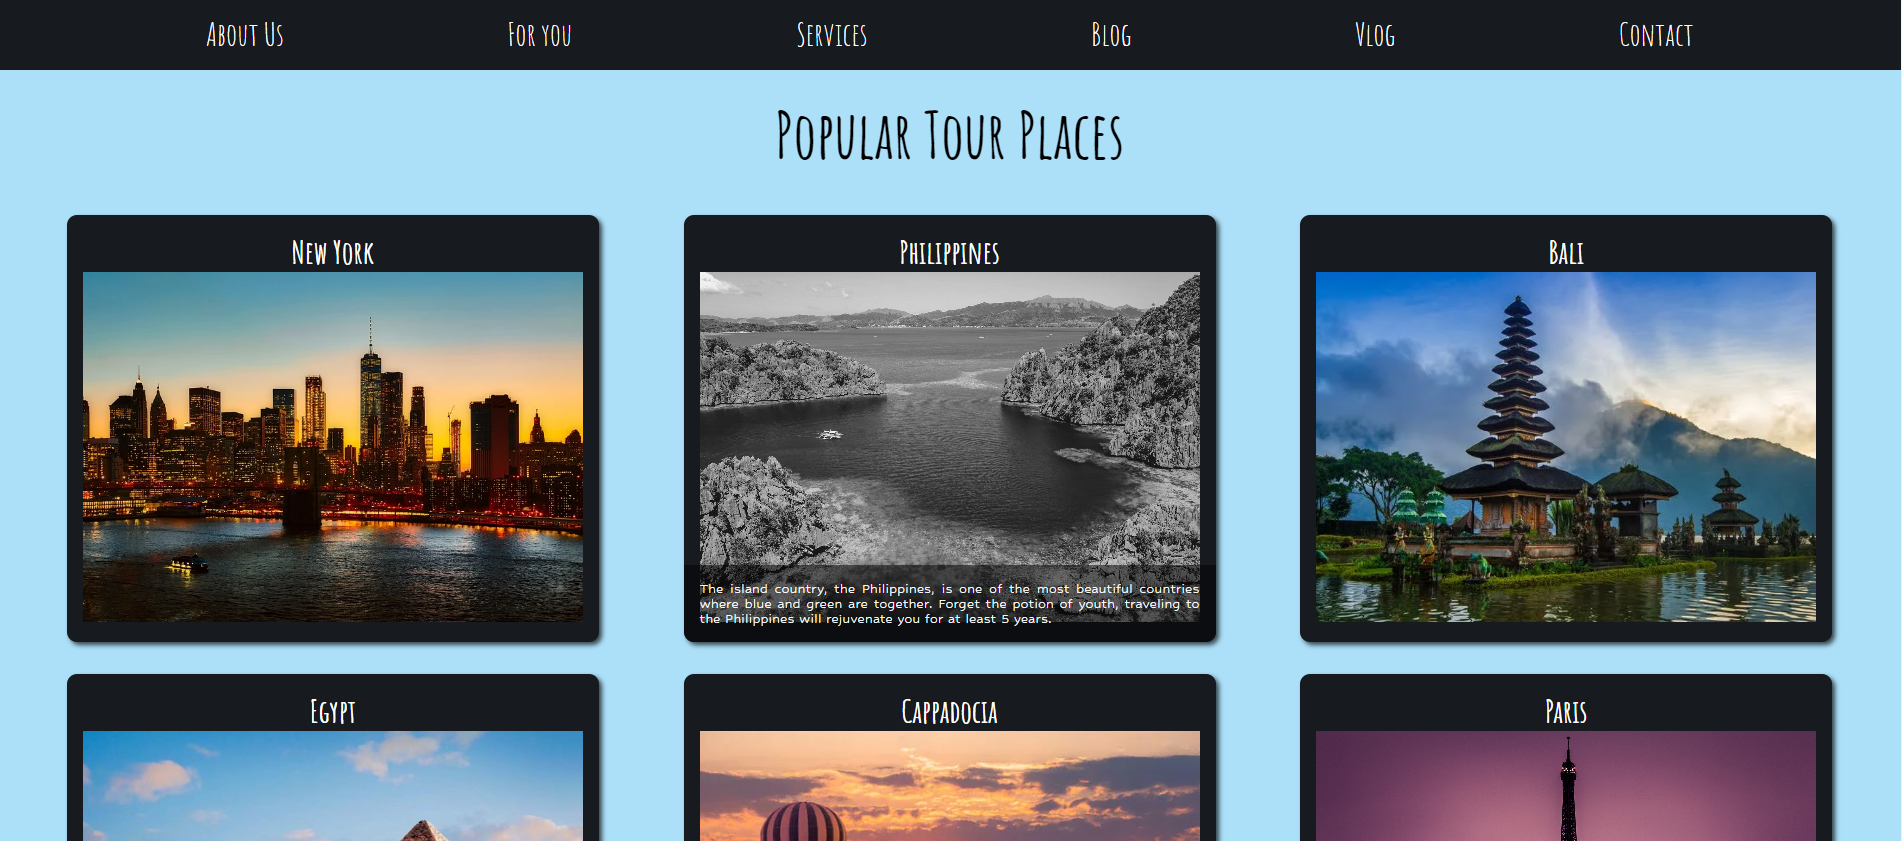 About Us
For you
Services
Blog
Vlog
Contact
Popular Tour Places
New York
Philippines
Bali
The island country, the Philippines, is one of the most beautiful countries
where blue and green are together. Forget the potion of youth, traveling to
the Philippines will rejuvenate you for at least 5 years.
Egypt
Cappadocia
Paris